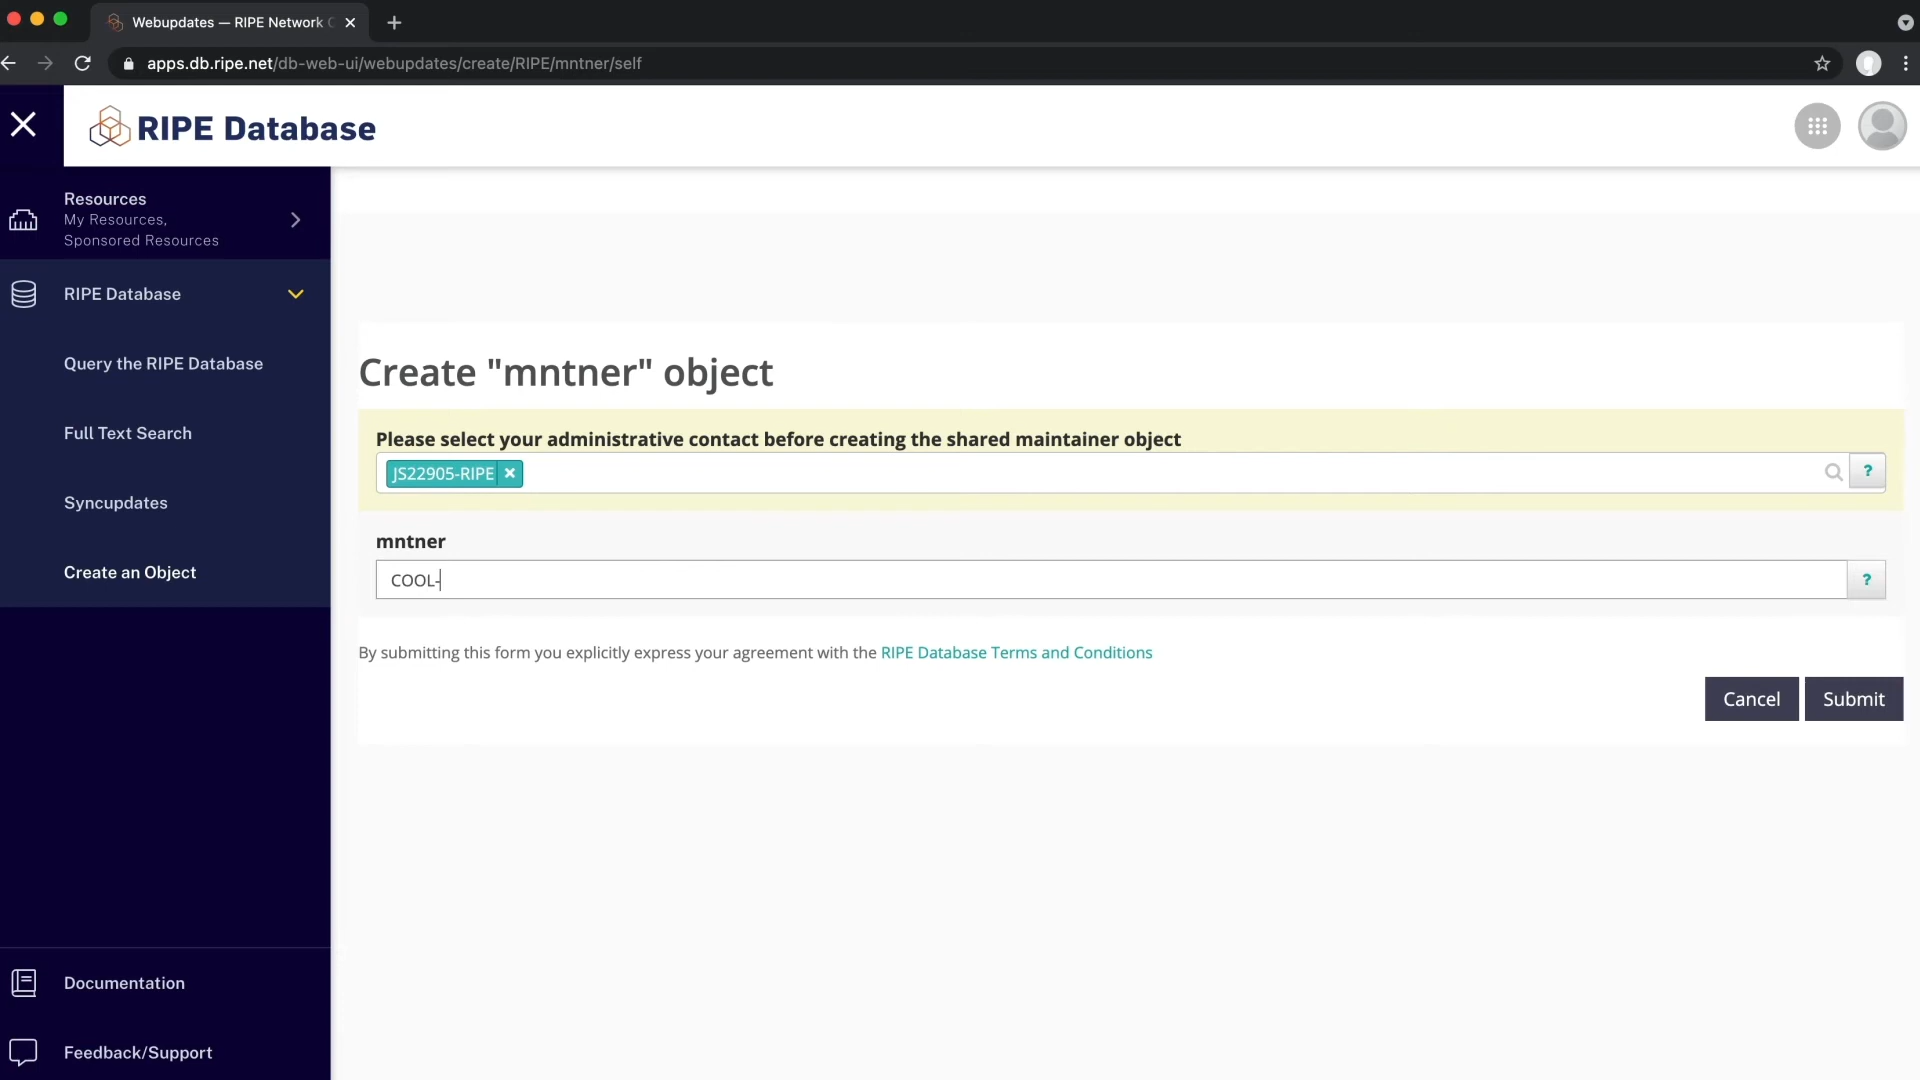 Webupdates — RIPE Network C
apps.db.ripe.net/db-web-ui/webupdates/create/RIPE/mntner/self
RIPE Database
Resources
My Resources,
Sponsored Resources
RIPE Database
Query the RIPE Database
Full Text Search
Syncupdates
Create an Object
Documentation
Feedback/Support
Create "mntner" object
Please select your administrative contact before creating the shared maintainer object
JS22905-RIPE ×
?
mntner
COOL-
?
By submitting this form you explicitly express your agreement with the RIPE Database Terms and Conditions
Cancel
Submit